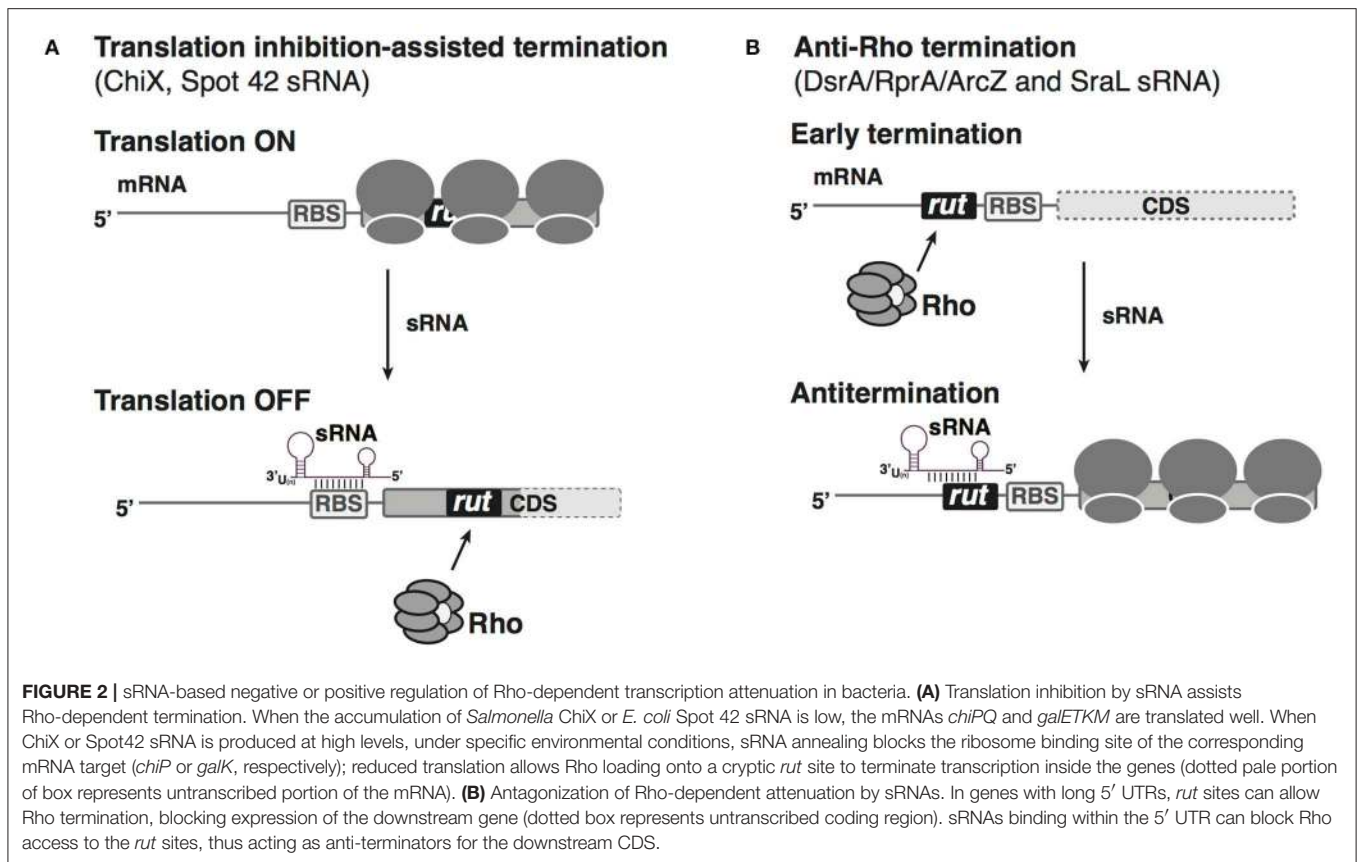 A Translation inhibition-assisted termination
(ChiX, Spot 42 sRNA)
Translation ON
mRNA
5’
RBS
rut
sRNA
Translation OFF
sRNA
3’U(n)
5’
5’
RBS
rut
CDS
Rho
B Anti-Rho termination
(DsrA/RprA/ArcZ and SraL sRNA)
Early termination
mRNA
5’
rut
RBS
CDS
Rho
sRNA
Antitermination
sRNA
3’U(n)
5’
5’
rut
RBS
FIGURE 2 | sRNA-based negative or positive regulation of Rho-dependent transcription attenuation in bacteria. (A) Translation inhibition by sRNA assists
Rho-dependent termination. When the accumulation of Salmonella ChiX or E. coli Spot 42 sRNA is low, the mRNAs chiPQ and galETKM are translated well. When
ChiX or Spot42 sRNA is produced at high levels, under specific environmental conditions, sRNA annealing blocks the ribosome binding site of the corresponding
mRNA target (chiP or galK, respectively); reduced translation allows Rho loading onto a cryptic rut site to terminate transcription inside the genes (dotted pale portion
of box represents untranscribed portion of the mRNA). (B) Antagonization of Rho-dependent attenuation by sRNAs. In genes with long 5′ UTRs, rut sites can allow
Rho termination, blocking expression of the downstream gene (dotted box represents untranscribed coding region). sRNAs binding within the 5′ UTR can block Rho
access to the rut sites, thus acting as anti-terminators for the downstream CDS.